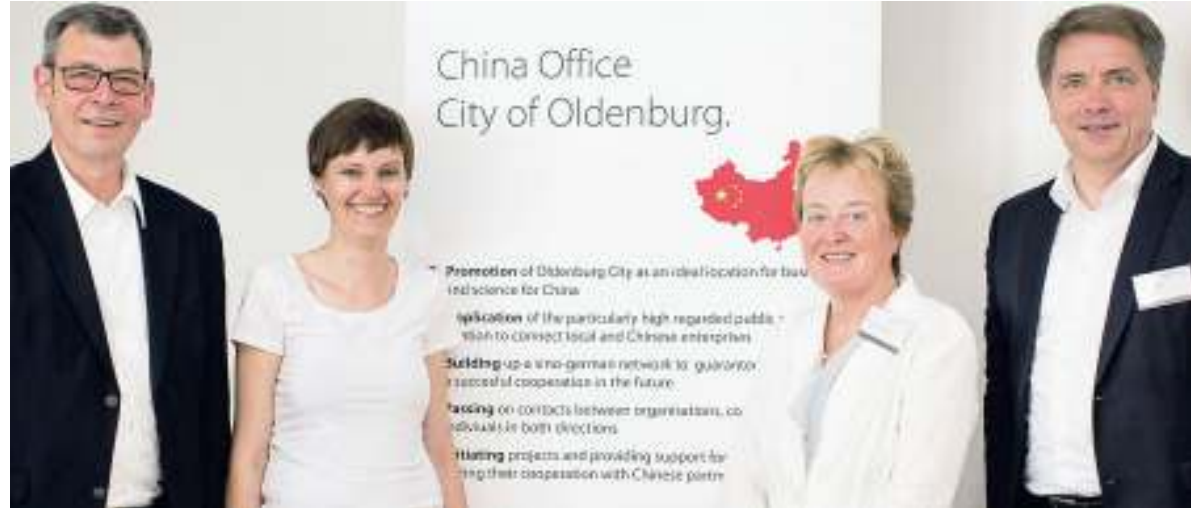 China Office
City of Oldenburg.
Promotion of Oldenburg City as an ideal location for
science for China
of the particularly high regarded public
to connect local and Chinese enterprises
Building up a sino-german network to
cooperation in the future
Passing on contacts between organisations,
in both directions
projects and providing support for
their cooperation with Chinese